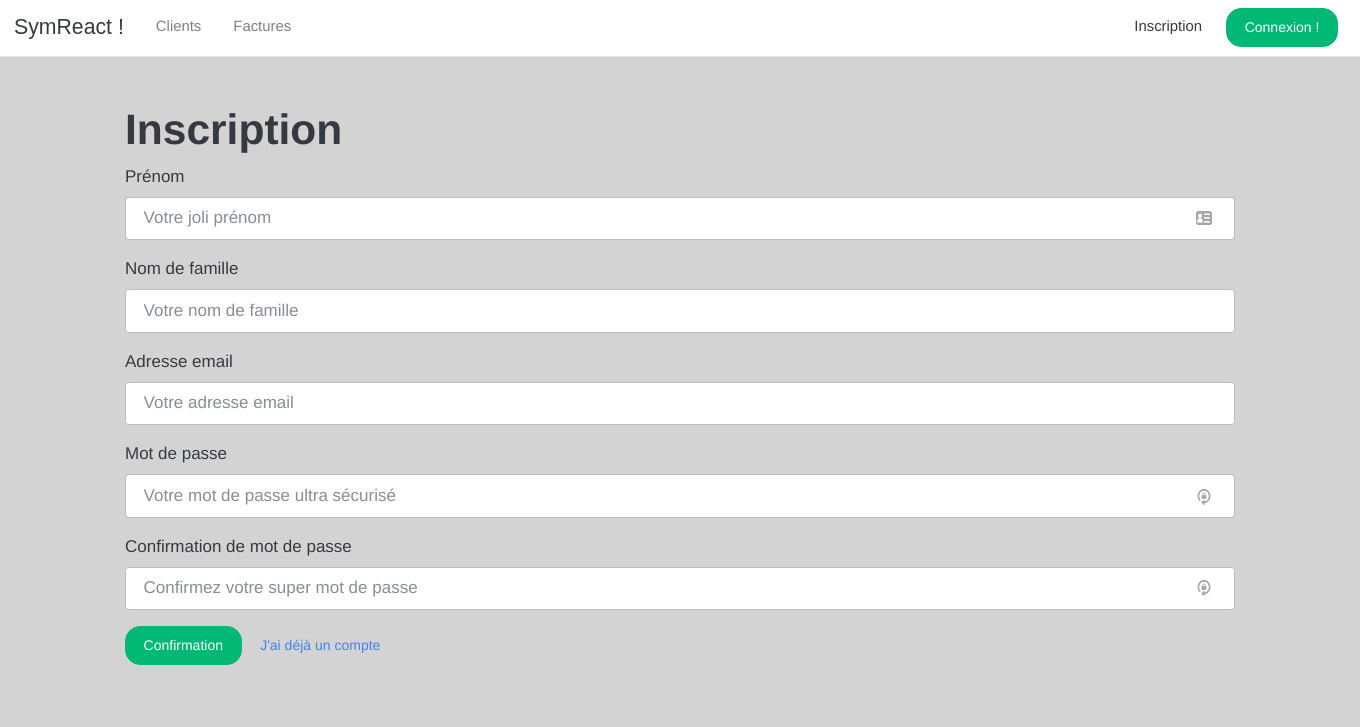 SymReact ! Clients Factures Inscription Connexion !
Inscription
Prénom
Votre joli prénom
Nom de famille
Votre nom de famille
Adresse email
Votre adresse email
Mot de passe
Votre mot de passe ultra sécurisé
Confirmation de mot de passe
Confirmez votre super mot de passe
Confirmation J'ai déjà un compte